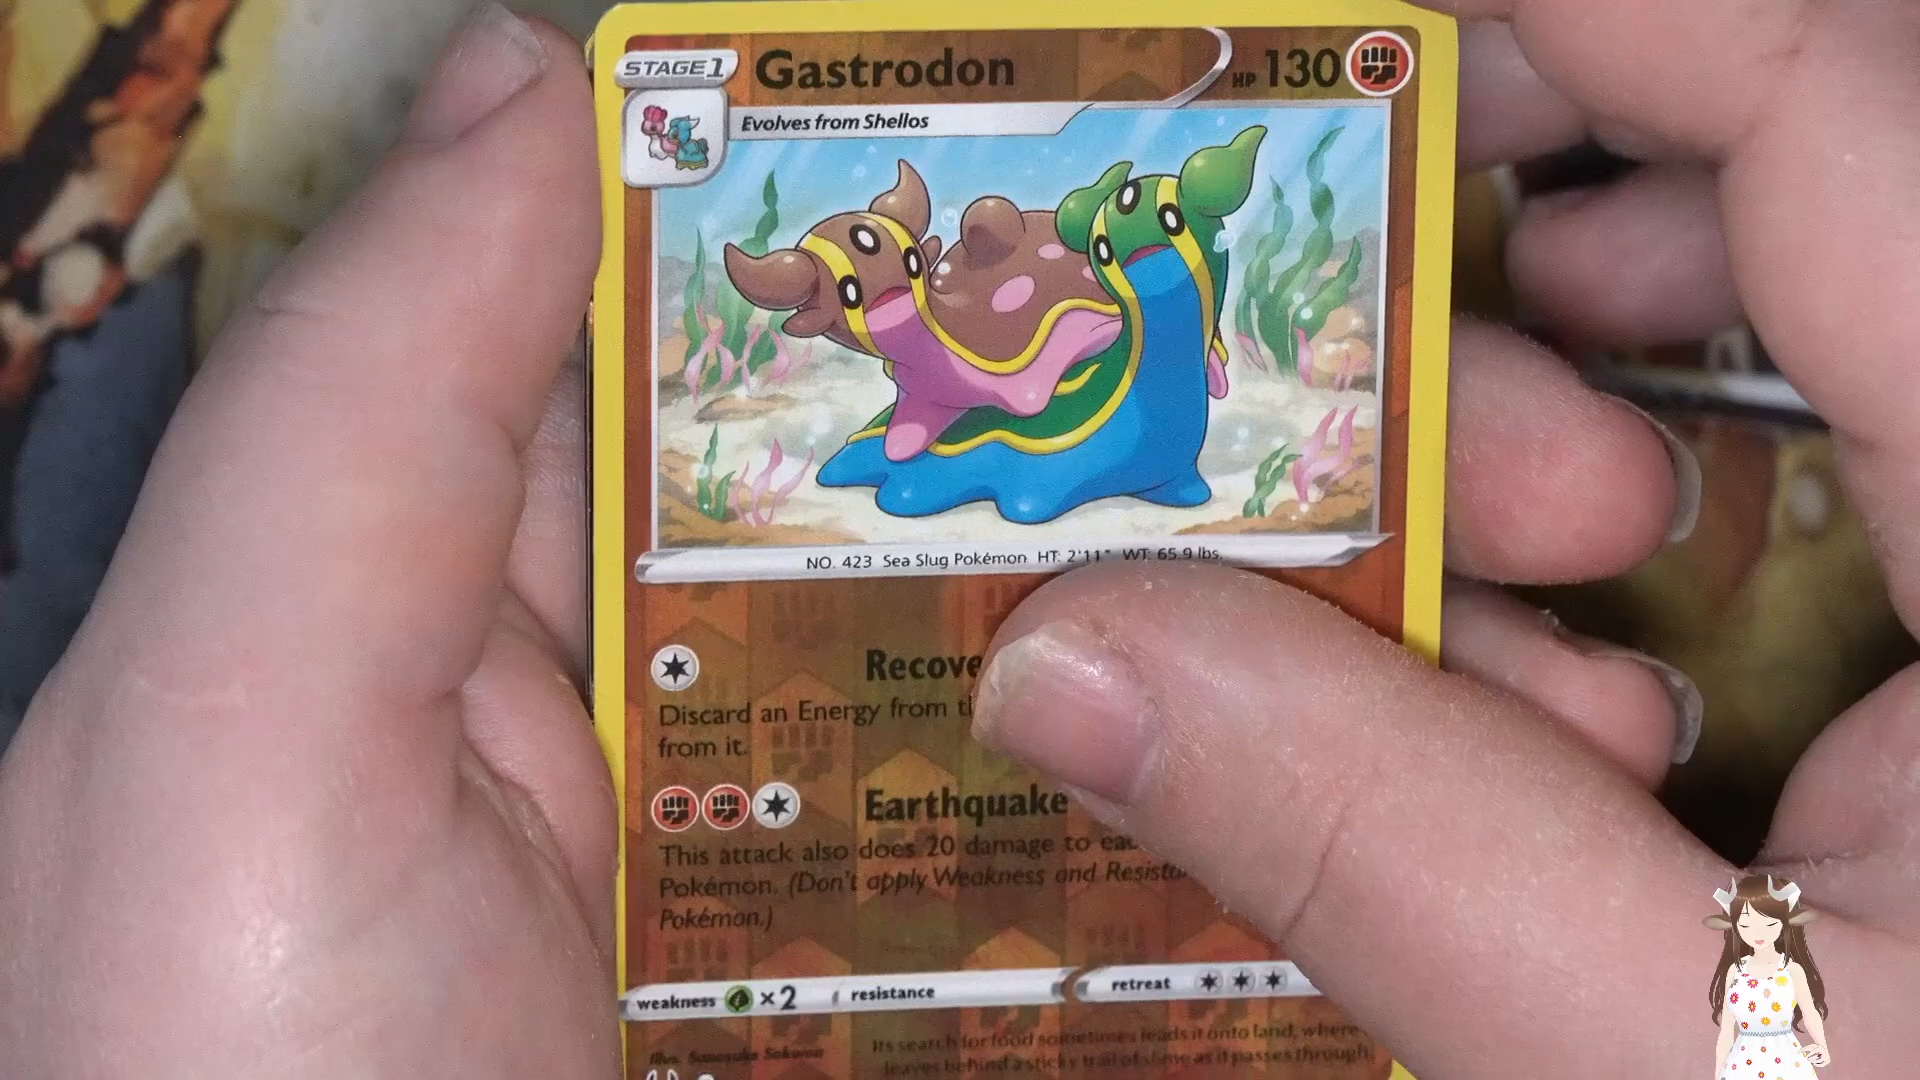 STAGE 1 Gastrodon HP 130
Evolves from Shellos
NO. 423 Sea Slug Pokémon HT: 2'11" WT: 65.9 lbs.
Recove
Discard an Energy from
from it.
Earthquake
This attack also does 20 damage to
Pokémon. (Don't apply Weakness and
Pokémon.)
weakness ×2 resistance retreat
Its search for food sometimes leads it onto land, where
leaves behind a sticky trail of slime as it passes through.
Illus.